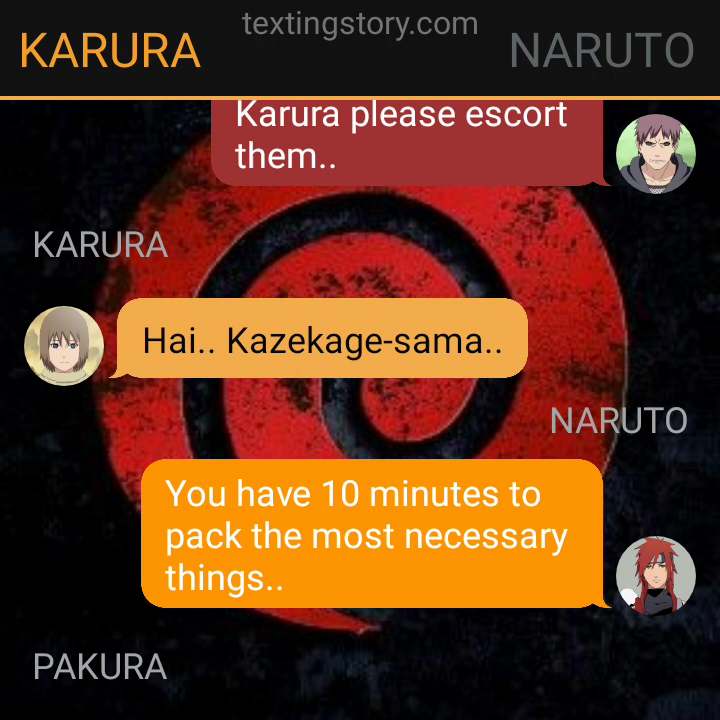 textingstory.com
KARURA
NARUTO
Karura please escort
them..
KARURA
Hai.. Kazekage-sama..
NARUTO
You have 10 minutes to
pack the most necessary
things..
PAKURA